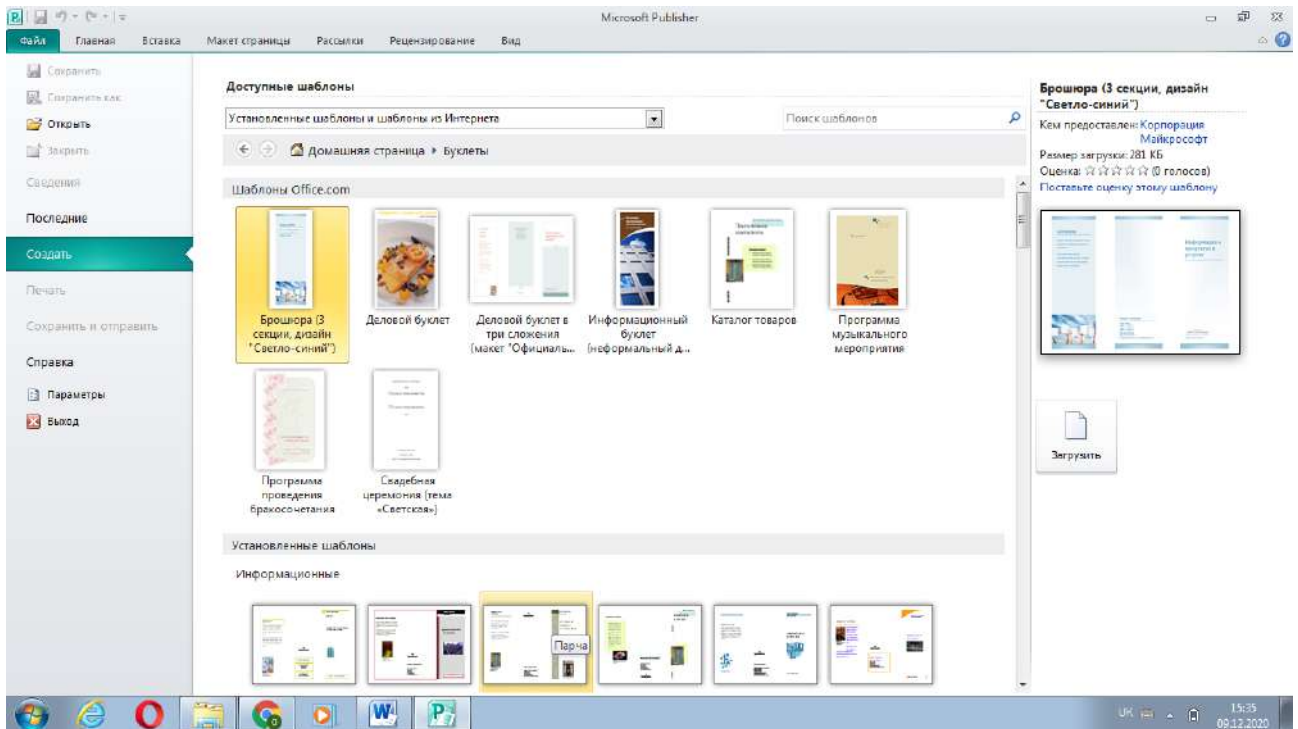 Microsoft Publisher
Файл Главная Вставка Макет страницы Рассылки Рецензирование Вид
Сохранить
Сохранить как
Открыть
Закрыть
Сведения
Последние
Создать
Печать
Сохранить и отправить
Справка
Параметры
Выход
Доступные шаблоны
Установленные шаблоны и шаблоны из Интернета
Поиск шаблонов
Домашняя страница
Буклеты
Шаблоны Office.com
Брошюра (3
секции, дизайн
"Светло-синий")
Деловой буклет
Деловой буклет в
три сложения
(макет "Официаль...
Информационный
буклет
(неформальный д...
Каталог товаров
Программа
музыкального
мероприятия
Программа
проведения
бракосочетания
Свадебная
церемония (тема
«Светская»)
Установленные шаблоны
Информационные
Парча
Брошюра (3 секции, дизайн
"Светло-синий")
Кем предоставлен: Корпорация
Майкрософт
Размер загрузки: 281 КБ
Оценка: (0 голосов)
Поставьте оценку этому шаблону
Загрузить
UK
15:35
09.12.2020